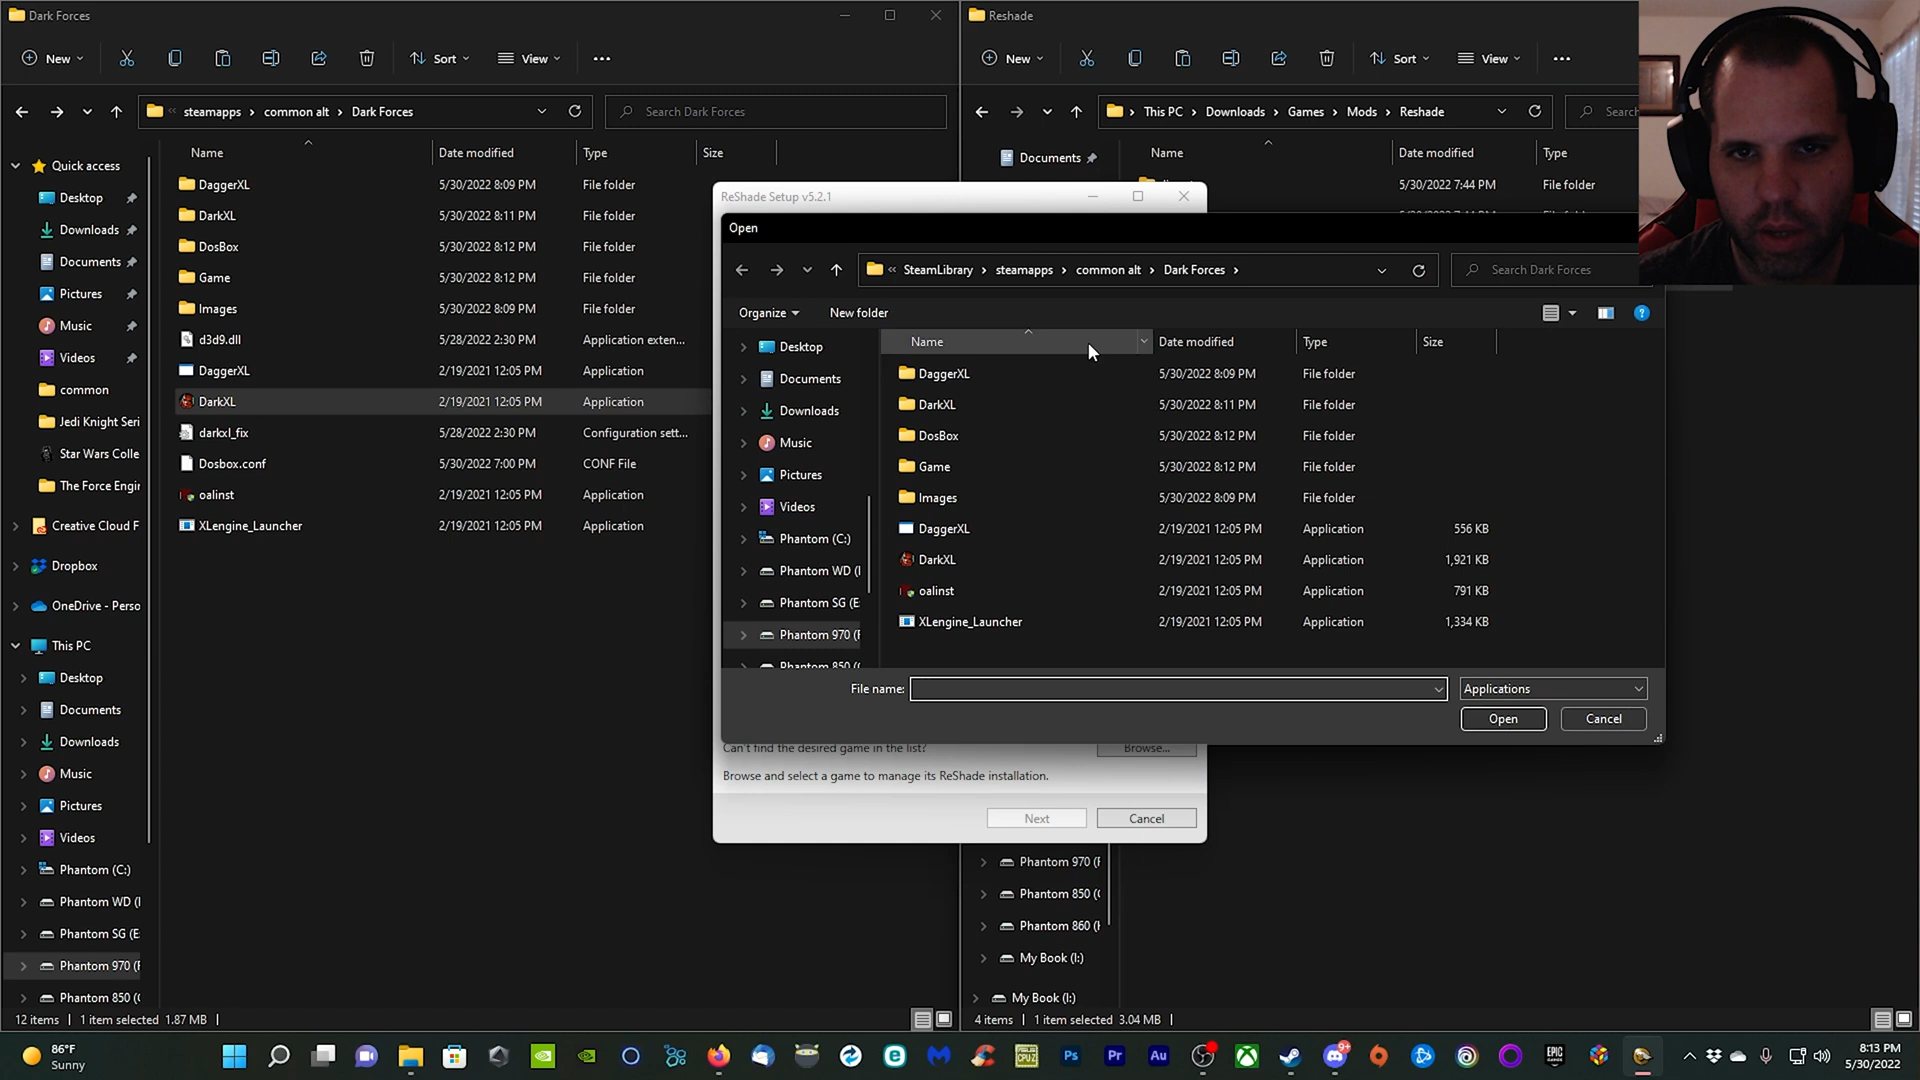 Dark Forces
New
Sort
View
steamapps > common alt > Dark Forces
Search Dark Forces
Name
Date modified
Type
Size
Quick access
Desktop
Downloads
Documents
Pictures
Music
Videos
common
Jedi Knight Seri
Star Wars Colle
The Force Engir
Creative Cloud F
Dropbox
OneDrive - Perso
This PC
Desktop
Documents
Downloads
Music
Pictures
Videos
Phantom (C:)
Phantom WD (I
Phantom SG (E
Phantom 970 (F
Phantom 850 (
DaggerXL 5/30/2022 8:09 PM File folder
DarkXL 5/30/2022 8:11 PM File folder
DosBox 5/30/2022 8:12 PM File folder
Game 5/30/2022 8:12 PM File folder
Images 5/30/2022 8:09 PM File folder
d3d9.dll 5/28/2022 2:30 PM Application exten...
DaggerXL 2/19/2021 12:05 PM Application
DarkXL 2/19/2021 12:05 PM Application
darkxl_fix 5/28/2022 2:30 PM Configuration sett...
Dosbox.conf 5/30/2022 7:00 PM CONF File
oalinst 2/19/2021 12:05 PM Application
XLengine_Launcher 2/19/2021 12:05 PM Application
12 items | 1 item selected 1.87 MB |
Reshade
New
Sort
View
This PC > Downloads > Games > Mods > Reshade
Search
Documents
Name
Date modified
Type
5/30/2022 7:44 PM File folder
ReShade Setup v5.2.1
Open
SteamLibrary > steamapps > common alt > Dark Forces >
Search Dark Forces
Organize
New folder
Desktop
Documents
Downloads
Music
Pictures
Videos
Phantom (C:)
Phantom WD (I
Phantom SG (E
Phantom 970 (F
Phantom 850 (
Name Date modified Type Size
DaggerXL 5/30/2022 8:09 PM File folder
DarkXL 5/30/2022 8:11 PM File folder
DosBox 5/30/2022 8:12 PM File folder
Game 5/30/2022 8:12 PM File folder
Images 5/30/2022 8:09 PM File folder
DaggerXL 2/19/2021 12:05 PM Application 556 KB
DarkXL 2/19/2021 12:05 PM Application 1,921 KB
oalinst 2/19/2021 12:05 PM Application 791 KB
XLengine_Launcher 2/19/2021 12:05 PM Application 1,334 KB
File name:
Applications
Open
Cancel
Can't find the desired game in the list?
Browse...
Browse and select a game to manage its ReShade installation.
Next
Cancel
Phantom 970 (F
Phantom 850 (
Phantom 860 (
My Book (I:)
My Book (I:)
4 items | 1 item selected 3.04 MB |
86°F
Sunny
CPU-Z
Ps
Pr
Au
9+
EPIC
GAMES
8:13 PM
5/30/2022